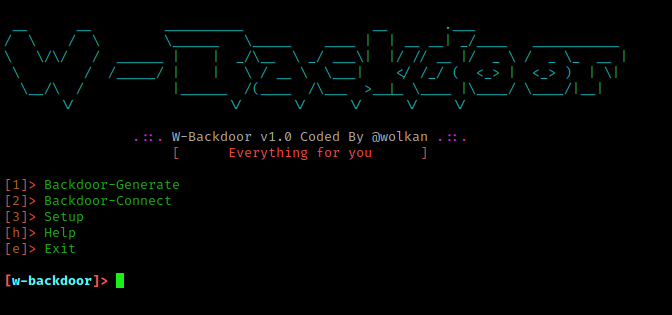 W-Backdoor
.::. W-Backdoor v1.0 Coded By @wolkan .::.
[ Everything for you ]
[1]> Backdoor-Generate
[2]> Backdoor-Connect
[3]> Setup
[h]> Help
[e]> Exit
[w-backdoor]>